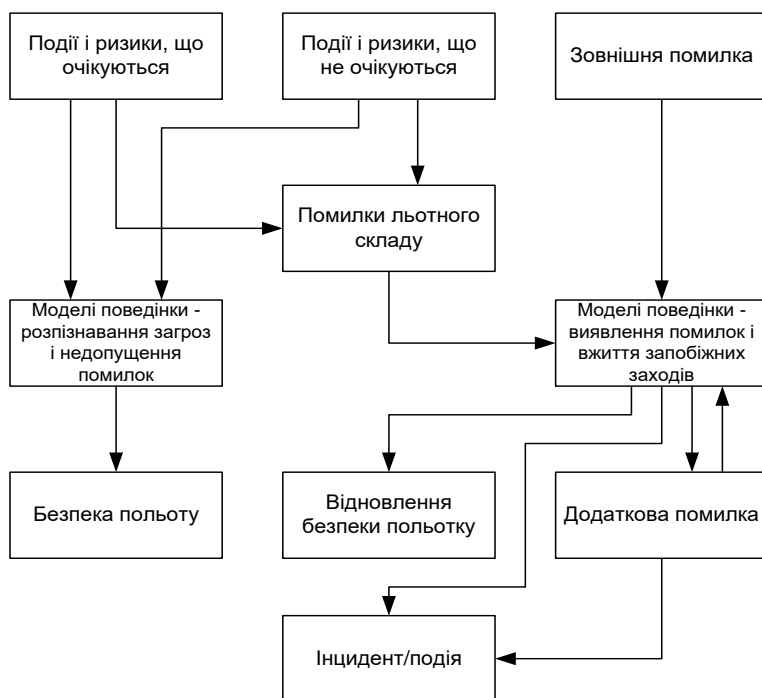 Події і ризики, що
очікуються
Події і ризики, що
не очікуються
Зовнішня помилка
Помилки льотного
складу
Моделі поведінки -
розпізнавання загроз
і недопущення
помилок
Моделі поведінки -
виявлення помилок і
вжиття запобіжних
заходів
Безпека польоту
Відновлення
безпеки польотку
Додаткова помилка
Інцидент/подія